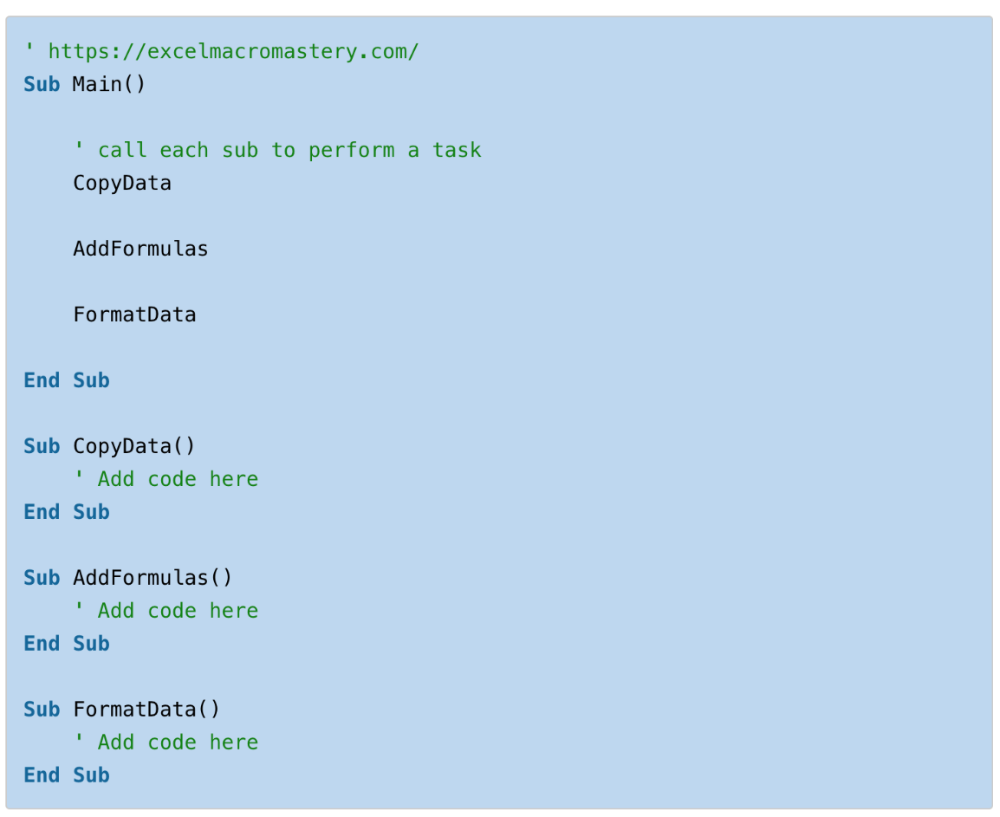 ' https://excelmacromastery.com/
Sub Main()
    ' call each sub to perform a task
    CopyData
    AddFormulas
    FormatData
End Sub
Sub CopyData()
    ' Add code here
End Sub
Sub AddFormulas()
    ' Add code here
End Sub
Sub FormatData()
    ' Add code here
End Sub